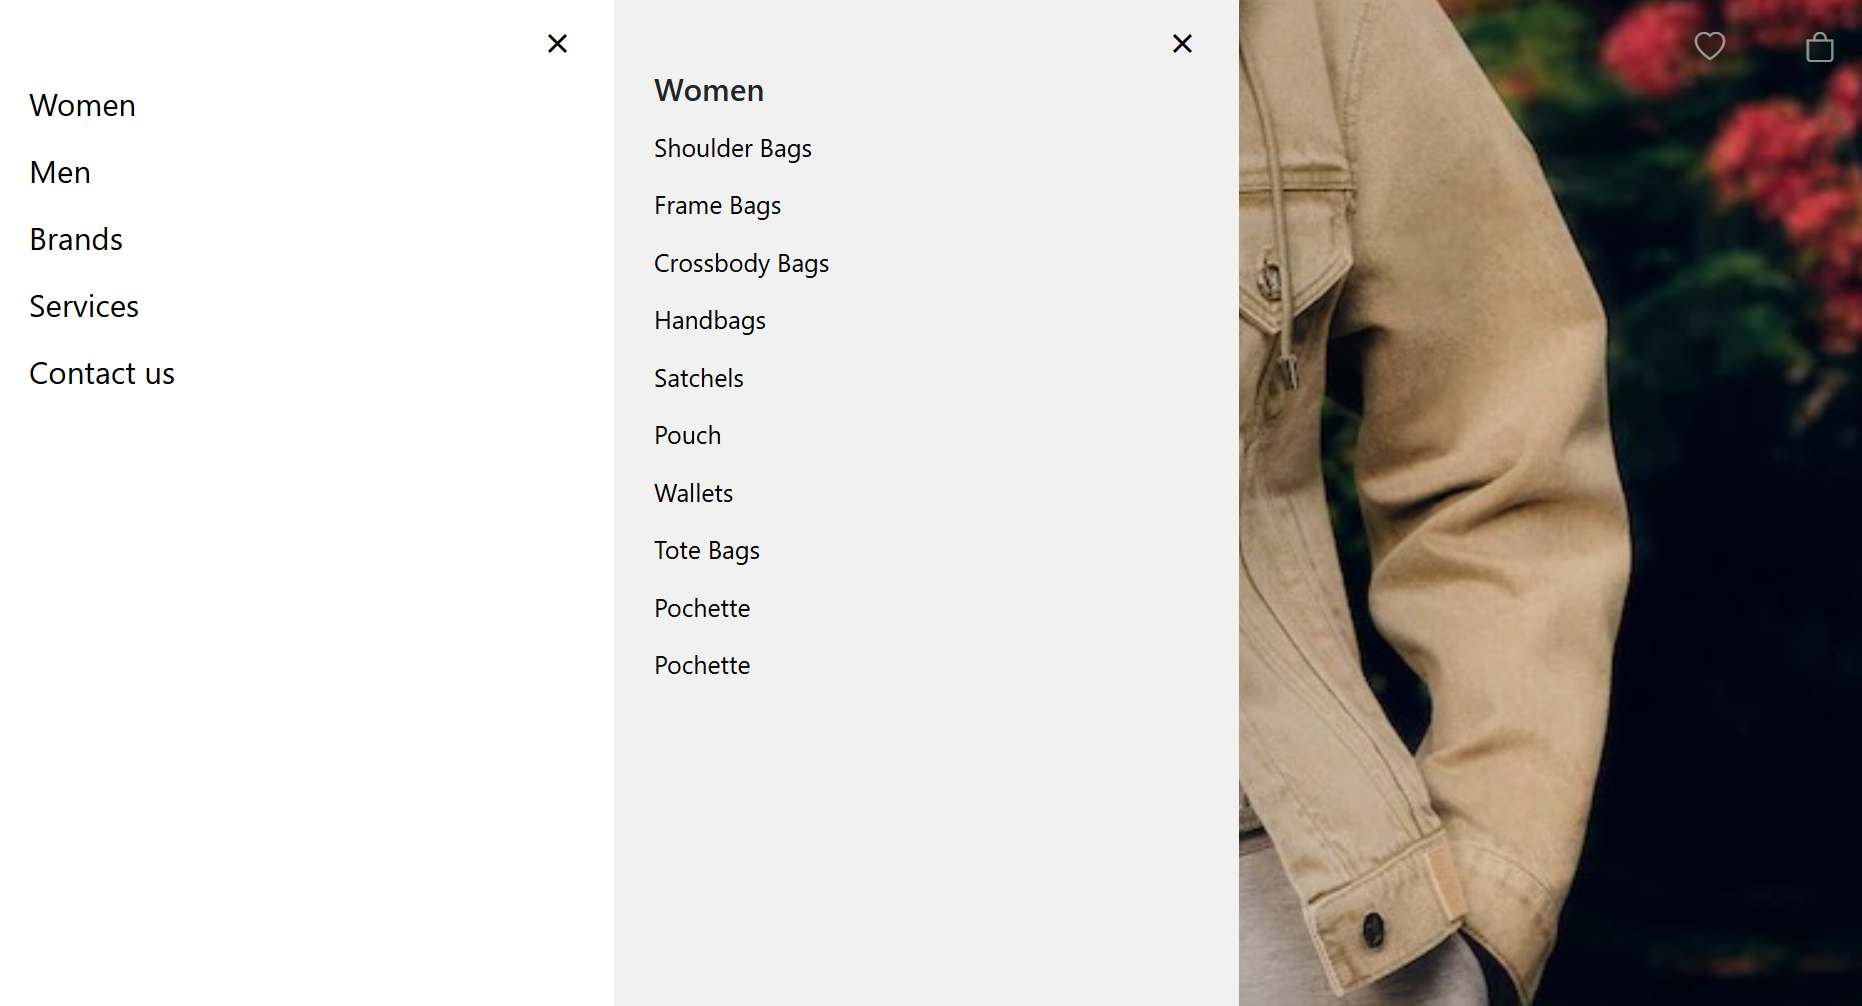 Women
Men
Brands
Services
Contact us
Women
Shoulder Bags
Frame Bags
Crossbody Bags
Handbags
Satchels
Pouch
Wallets
Tote Bags
Pochette
Pochette